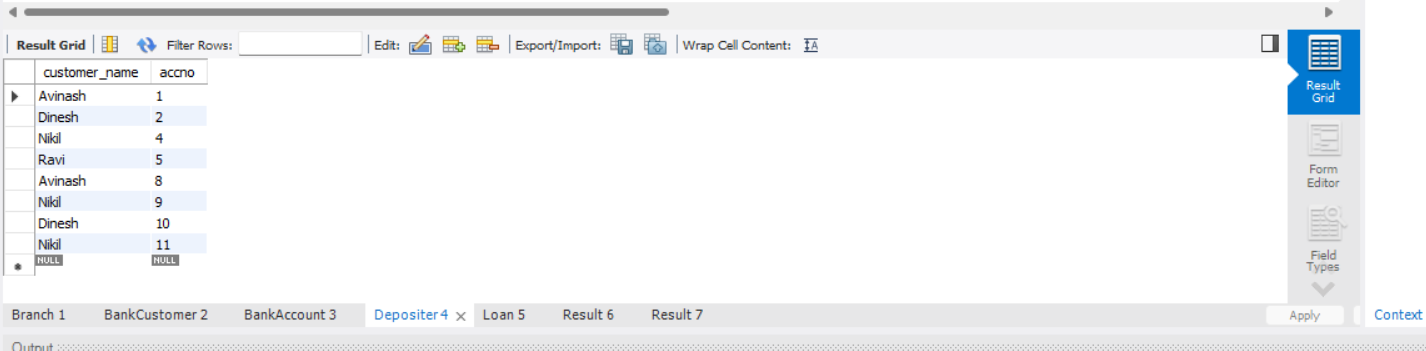 Result Grid Filter Rows: Edit: Export/Import: Wrap Cell Content: IA
customer_name accno
Avinash 1
Dinesh 2
Nikil 4
Ravi 5
Avinash 8
Nikil 9
Dinesh 10
Nikil 11
NULL NULL
Result
Grid
Form
Editor
Field
Types
Branch 1 BankCustomer 2 BankAccount 3 Depositer 4 Loan 5 Result 6 Result 7 Apply Context
Output